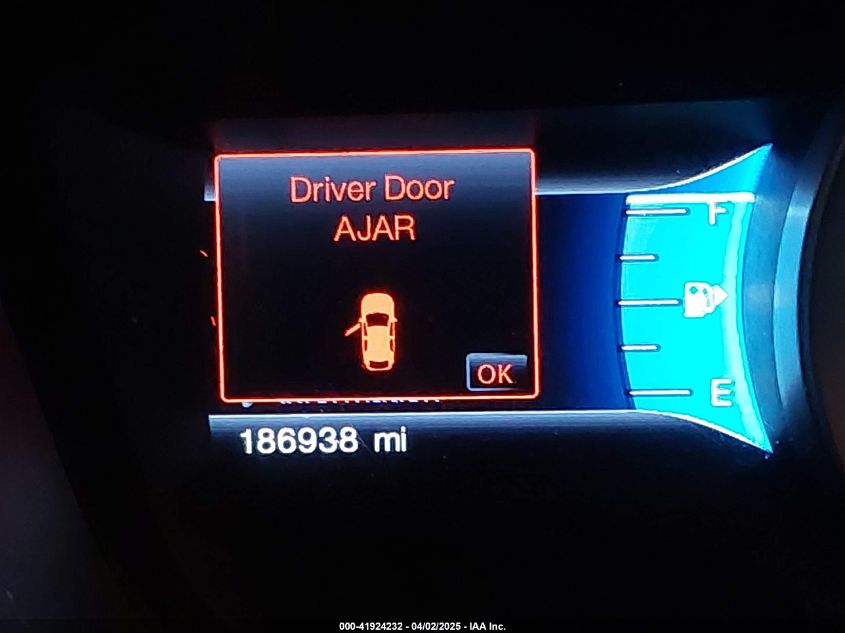 Driver Door
AJAR
F
E
OK
186938 mi
000-41924232 - 04/02/2025 - IAA Inc.